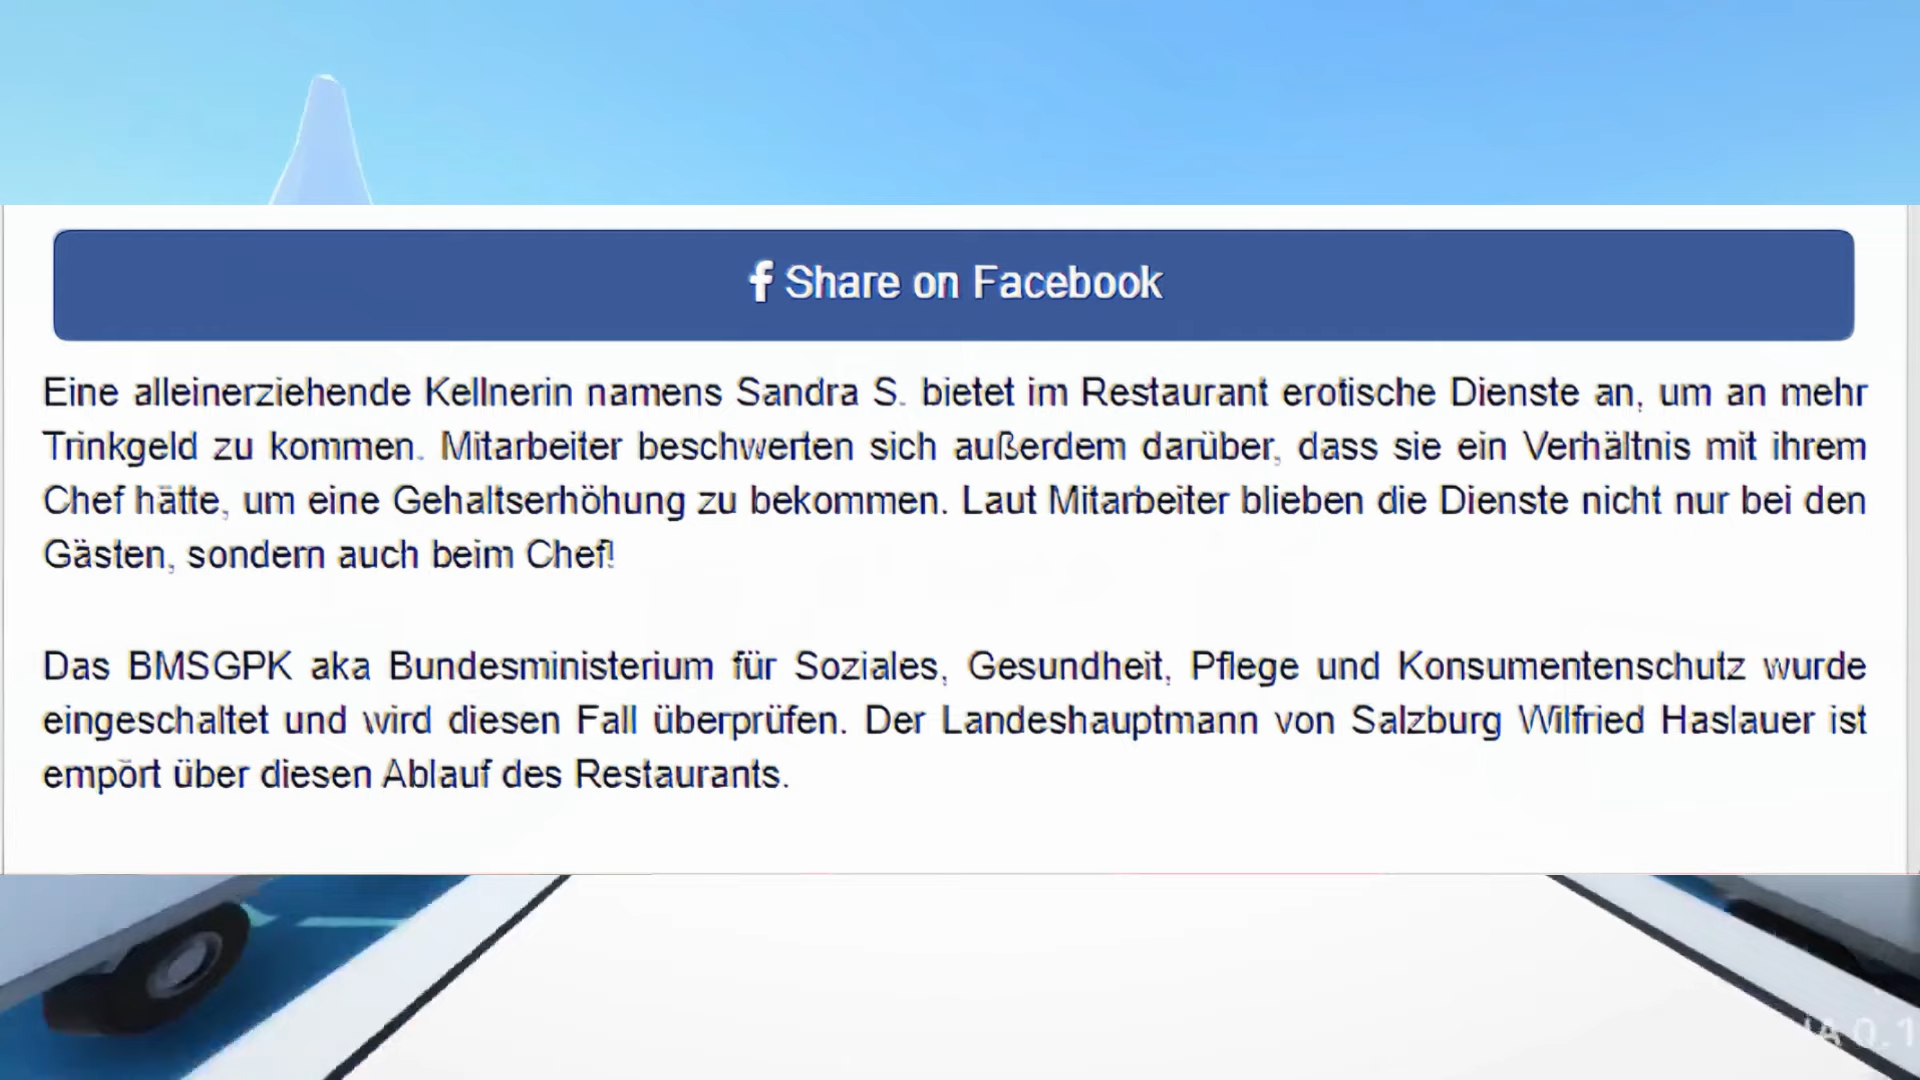 f Share on Facebook
Eine alleinerziehende Kellnerin namens Sandra S. bietet im Restaurant erotische Dienste an, um an mehr
Trinkgeld zu kommen. Mitarbeiter beschwerten sich außerdem darüber, dass sie ein Verhältnis mit ihrem
Chef hätte, um eine Gehaltserhöhung zu bekommen. Laut Mitarbeiter blieben die Dienste nicht nur bei den
Gästen, sondern auch beim Chef!
Das BMSGPK aka Bundesministerium für Soziales, Gesundheit, Pflege und Konsumentenschutz wurde
eingeschaltet und wird diesen Fall überprüfen. Der Landeshauptmann von Salzburg Wilfried Haslauer ist
empört über diesen Ablauf des Restaurants.